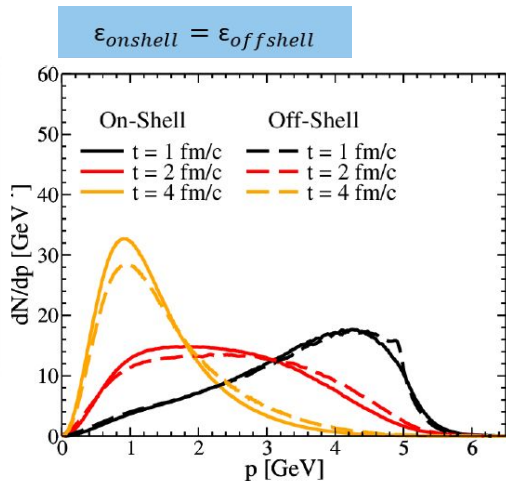 εonshell = εoffshell
60
50
40
30
20
10
0
dN/dp [GeV⁻]
On-Shell Off-Shell
t = 1 fm/c t = 1 fm/c
t = 2 fm/c t = 2 fm/c
t = 4 fm/c t = 4 fm/c
0 1 2 3 4 5 6
p [GeV]